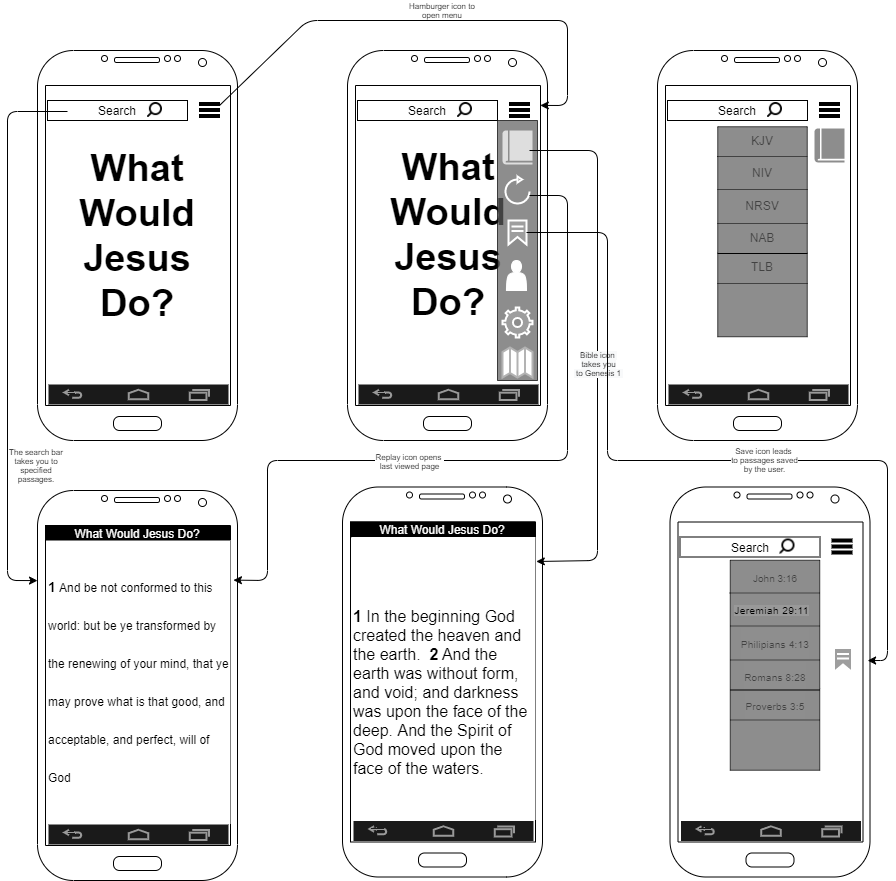 Hamburger icon to
open menu
Search
What
Would
Jesus
Do?
Search
What
Would
Jesus
Do?
Search
KJV
NIV
NRSV
NAB
TLB
Bible icon
takes you
to Genesis 1
The search bar
takes you to
specified
passages.
Replay icon opens
last viewed page
Save icon leads
to passages saved
by the user.
What Would Jesus Do?
1 And be not conformed to this
world: but be ye transformed by
the renewing of your mind, that ye
may prove what is that good, and
acceptable, and perfect, will of
God
What Would Jesus Do?
1 In the beginning God
created the heaven and
the earth. 2 And the
earth was without form,
and void; and darkness
was upon the face of the
deep. And the Spirit of
God moved upon the
face of the waters.
Search
John 3:16
Jeremiah 29:11
Philipians 4:13
Romans 8:28
Proverbs 3:5